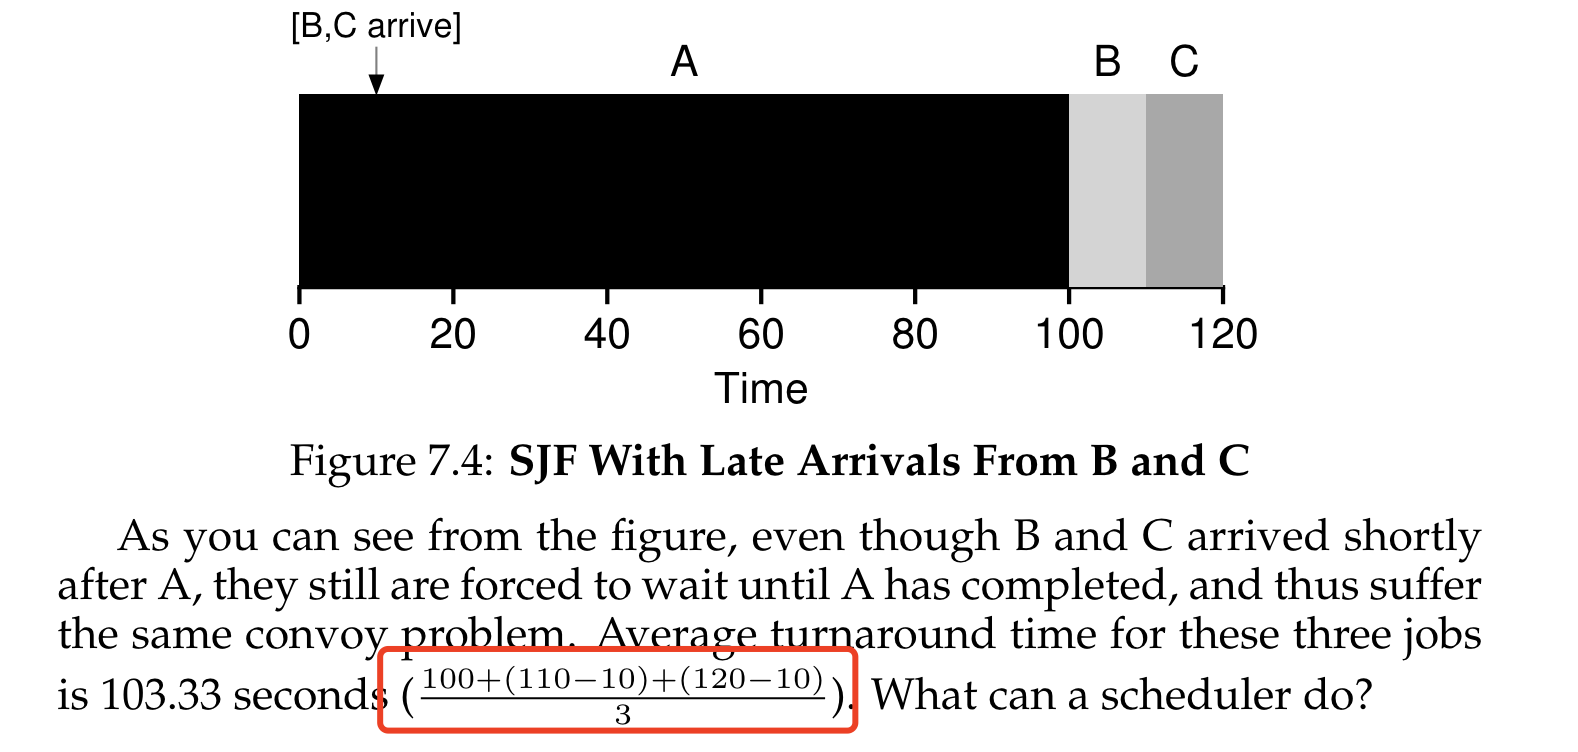 [B,C arrive]
A B C
0 20 40 60 80 100 120
Time
Figure 7.4: SJF With Late Arrivals From B and C
As you can see from the figure, even though B and C arrived shortly
after A, they still are forced to wait until A has completed, and thus suffer
the same convoy problem. Average turnaround time for these three jobs
is 103.33 seconds (\frac{100+(110−10)+(120−10)}{3}). What can a scheduler do?